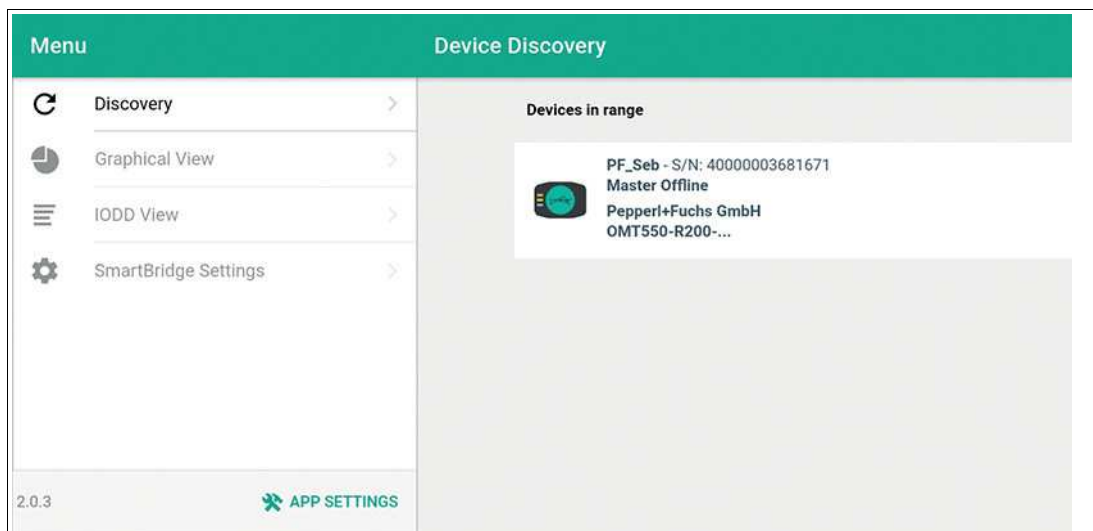 Menu
Device Discovery
Discovery
Graphical View
IODD View
SmartBridge Settings
Devices in range
PF_Seb - S/N: 40000003681671
Master Offline
Pepperl+Fuchs GmbH
OMT550-R200-...
2.0.3
APP SETTINGS